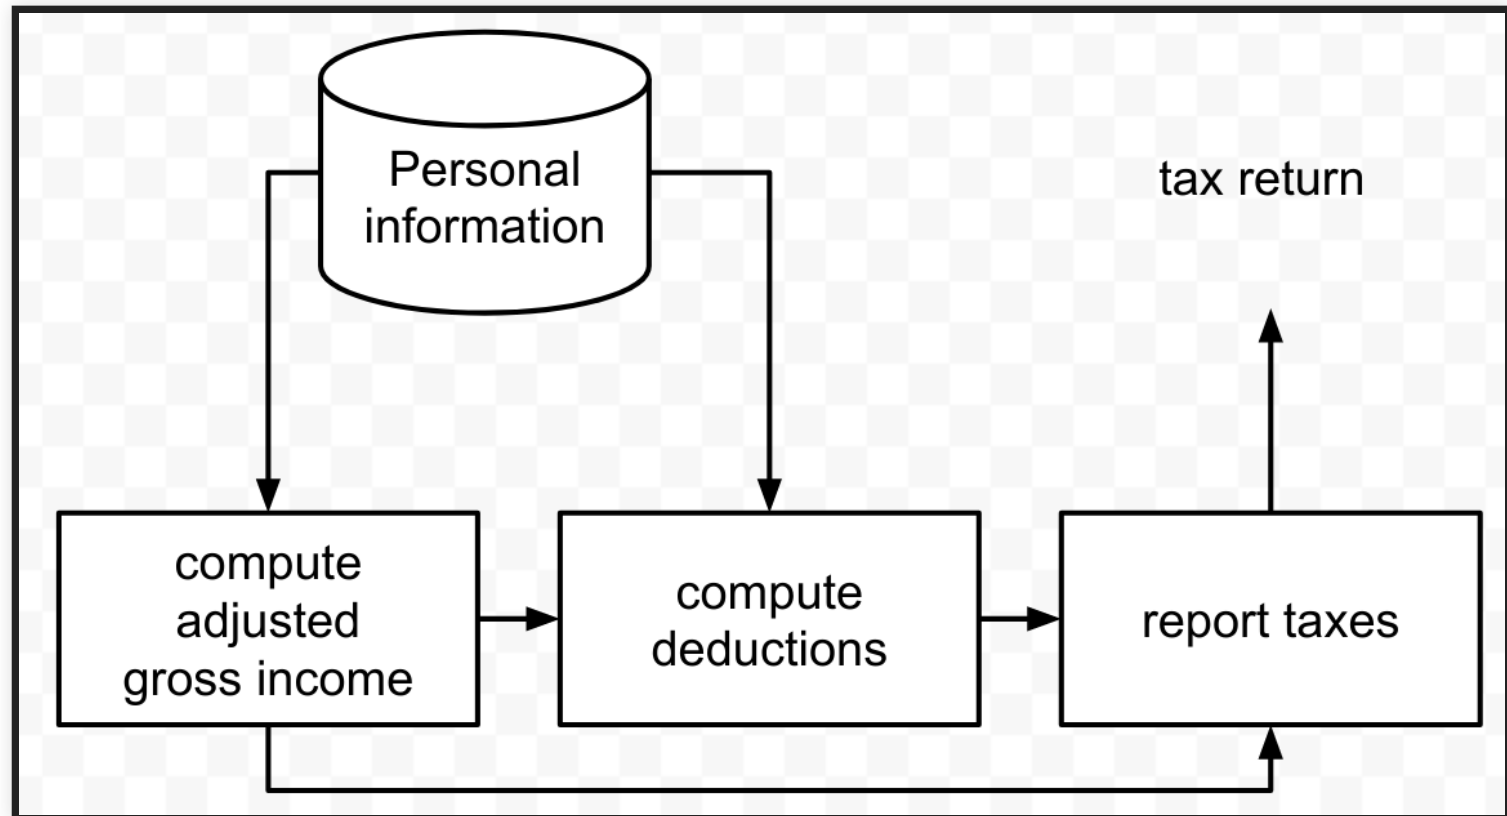 Personal
information
tax return
compute
adjusted
gross income
compute
deductions
report taxes